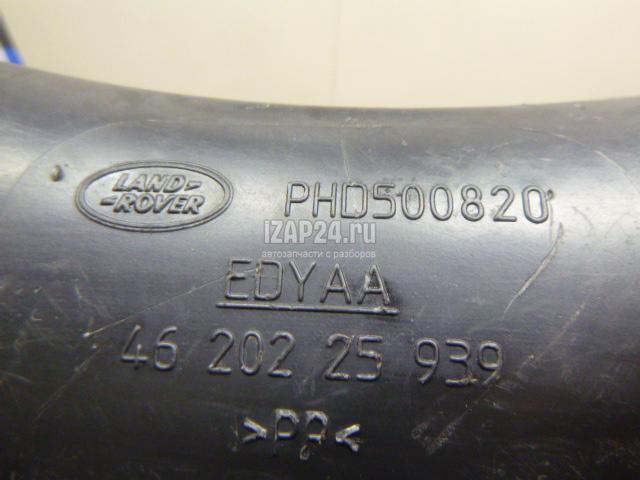 LAND-
-ROVER
PHD500820
IZAP24.ru
автозапчасти с разборов
EDYAA
46 202 25 939
>PP<